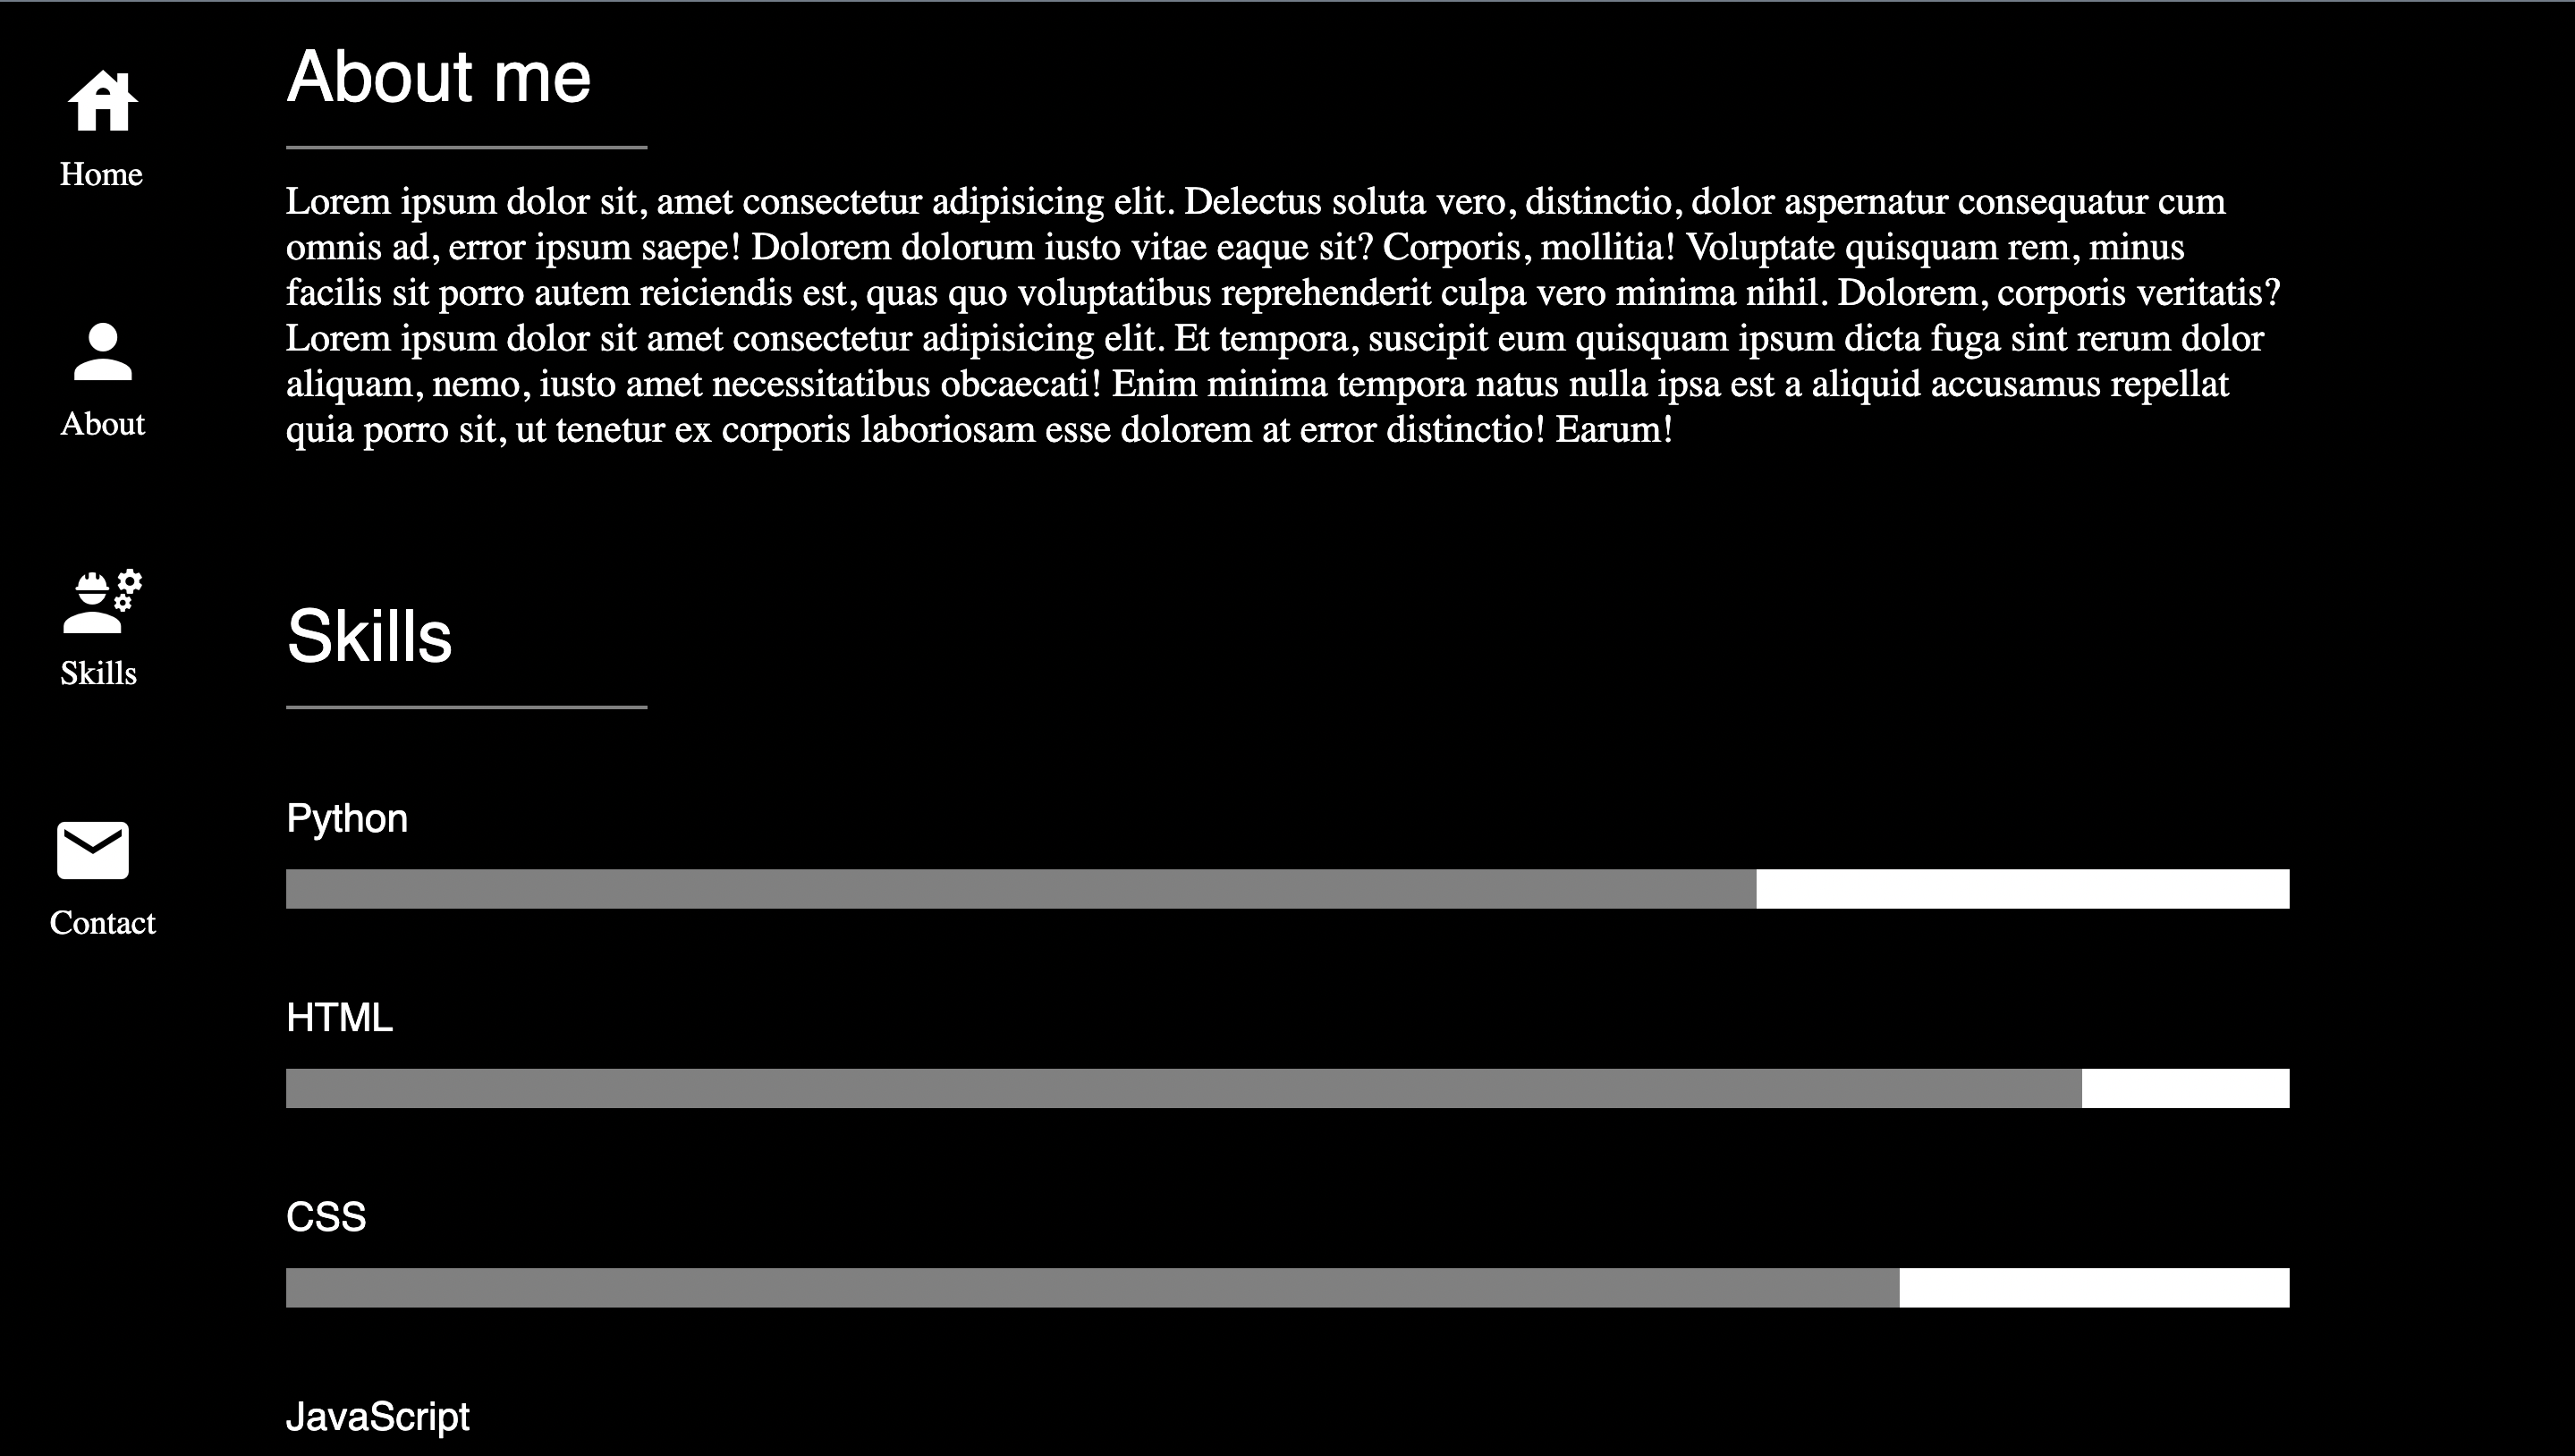 Home
About
Skills
Contact
About me
Lorem ipsum dolor sit, amet consectetur adipisicing elit. Delectus soluta vero, distinctio, dolor aspernatur consequatur cum
omnis ad, error ipsum saepe! Dolorem dolorum iusto vitae eaque sit? Corporis, mollitia! Voluptate quisquam rem, minus
facilis sit porro autem reiciendis est, quas quo voluptatibus reprehenderit culpa vero minima nihil. Dolorem, corporis veritatis?
Lorem ipsum dolor sit amet consectetur adipisicing elit. Et tempora, suscipit eum quisquam ipsum dicta fuga sint rerum dolor
aliquam, nemo, iusto amet necessitatibus obcaecati! Enim minima tempora natus nulla ipsa est a aliquid accusamus repellat
quia porro sit, ut tenetur ex corporis laboriosam esse dolorem at error distinctio! Earum!
Skills
Python
HTML
CSS
JavaScript